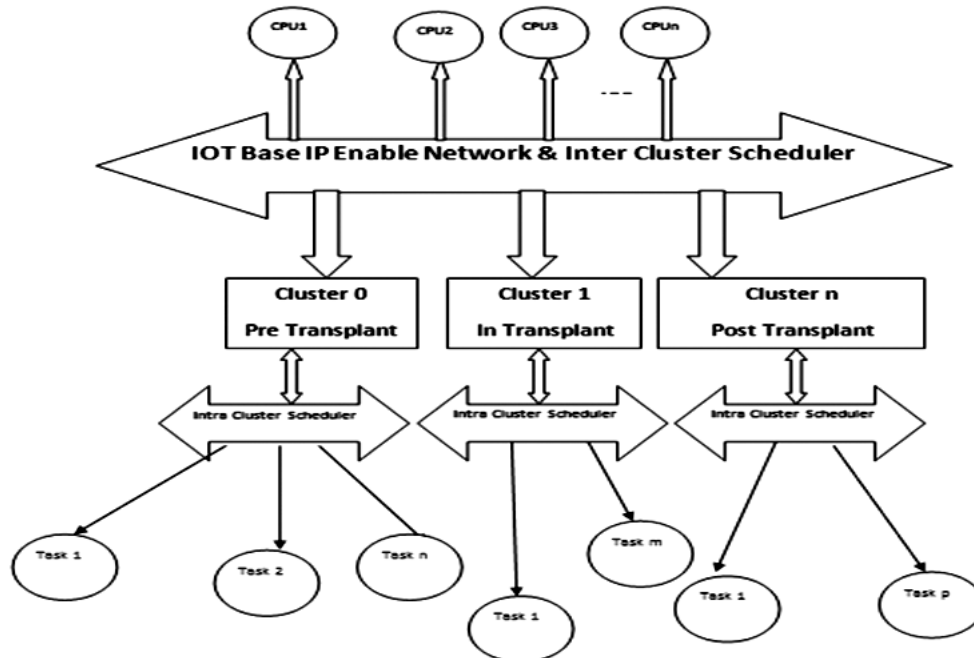 CPU1
CPU2
CPU3
CPUn
---
IOT Base IP Enable Network & Inter Cluster Scheduler
Cluster 0
Pre Transplant
Cluster 1
In Transplant
Cluster n
Post Transplant
Intra Cluster Scheduler
Intra Cluster Scheduler
Intra Cluster Scheduler
Task 1
Task 2
Task n
Task 1
Task m
Task 1
Task p